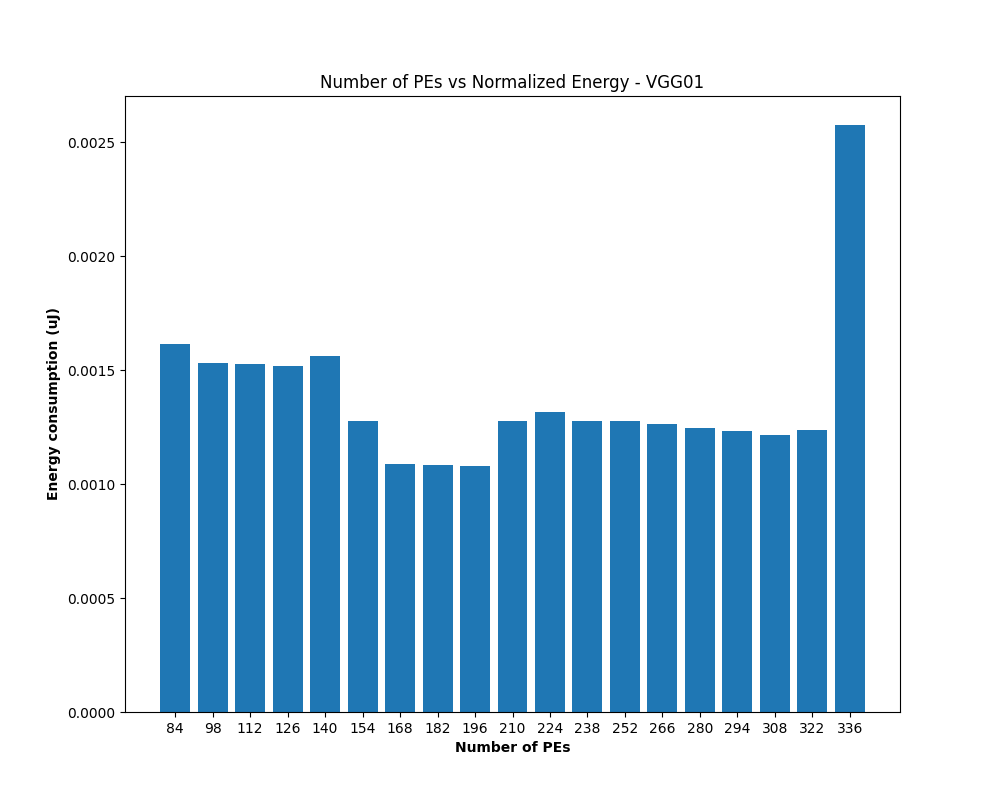 Number of PEs vs Normalized Energy - VGG01
Energy consumption (uJ)
0.0025
0.0020
0.0015
0.0010
0.0005
0.0000
84 98 112 126 140 154 168 182 196 210 224 238 252 266 280 294 308 322 336
Number of PEs